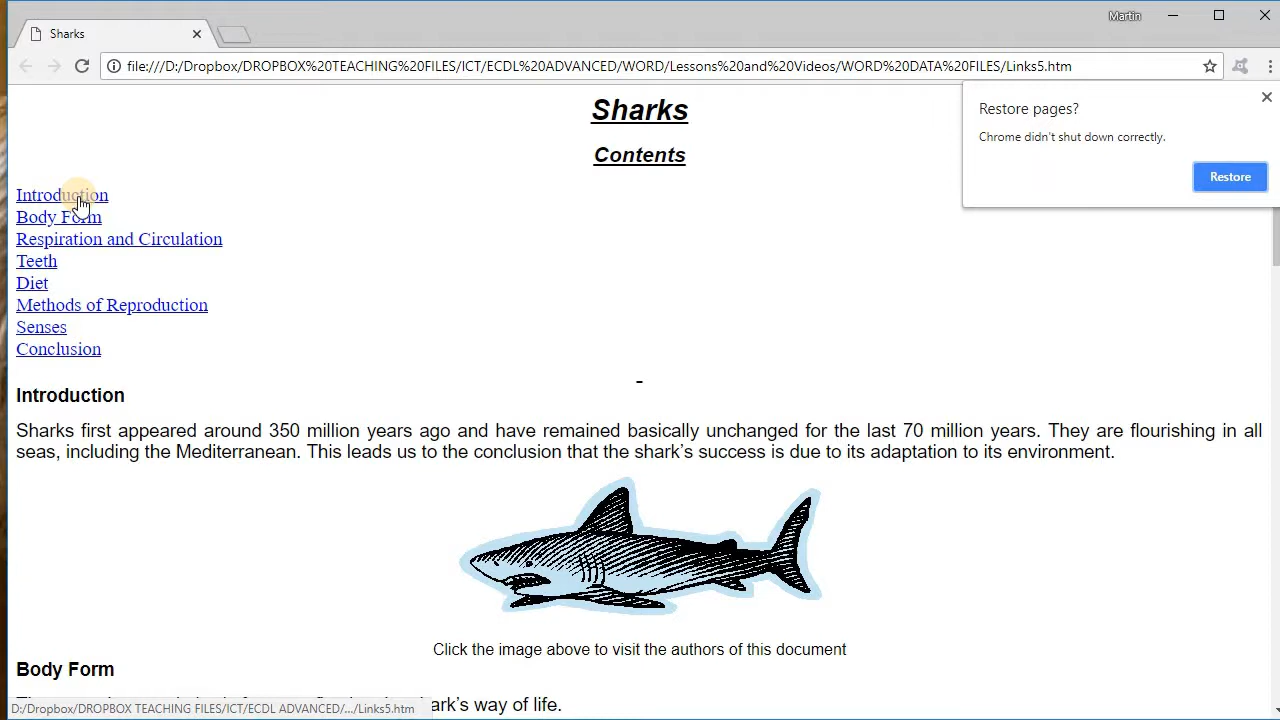 Martin
Sharks
file:///D:/Dropbox/DROPBOX%20TEACHING%20FILES/ICT/ECDL%20ADVANCED/WORD/Lessons%20and%20Videos/WORD%20DATA%20FILES/Links5.htm
Restore pages?
Chrome didn't shut down correctly.
Restore
Sharks
Contents
Introduction
Body Form
Respiration and Circulation
Teeth
Diet
Methods of Reproduction
Senses
Conclusion
Introduction
Sharks first appeared around 350 million years ago and have remained basically unchanged for the last 70 million years. They are flourishing in all
seas, including the Mediterranean. This leads us to the conclusion that the shark’s success is due to its adaptation to its environment.
Click the image above to visit the authors of this document
Body Form
ark’s way of life.
D:/Dropbox/DROPBOX TEACHING FILES/ICT/ECDL ADVANCED/.../Links5.htm